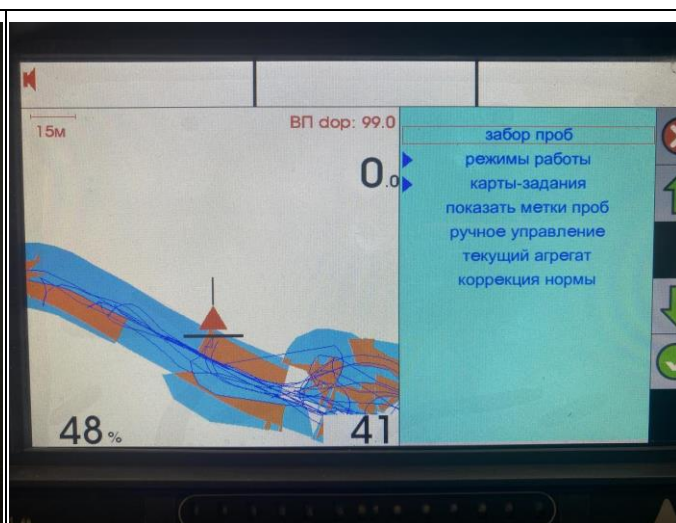 15м
ВП dop: 99.0
0.0
забор проб
режимы работы
карты-задания
показать метки проб
ручное управление
текущий агрегат
коррекция нормы
48%
41